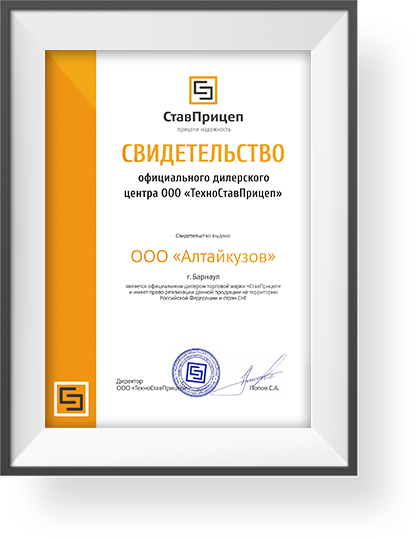 СтавПрицеп
прицепи надежность
СВИДЕТЕЛЬСТВО
официального дилерского
центра ООО «ТехноСтавПрицеп»
Свидетельство выдано
ООО «Алтайкузов»
г. Барнаул
является официальным дилером торговой марки «СтавПрицеп»
и имеет право реализации данной продукции на территории
Российской Федерации и стран СНГ
Директор
ООО «ТехноСтавПрицеп»
Попов С.А.